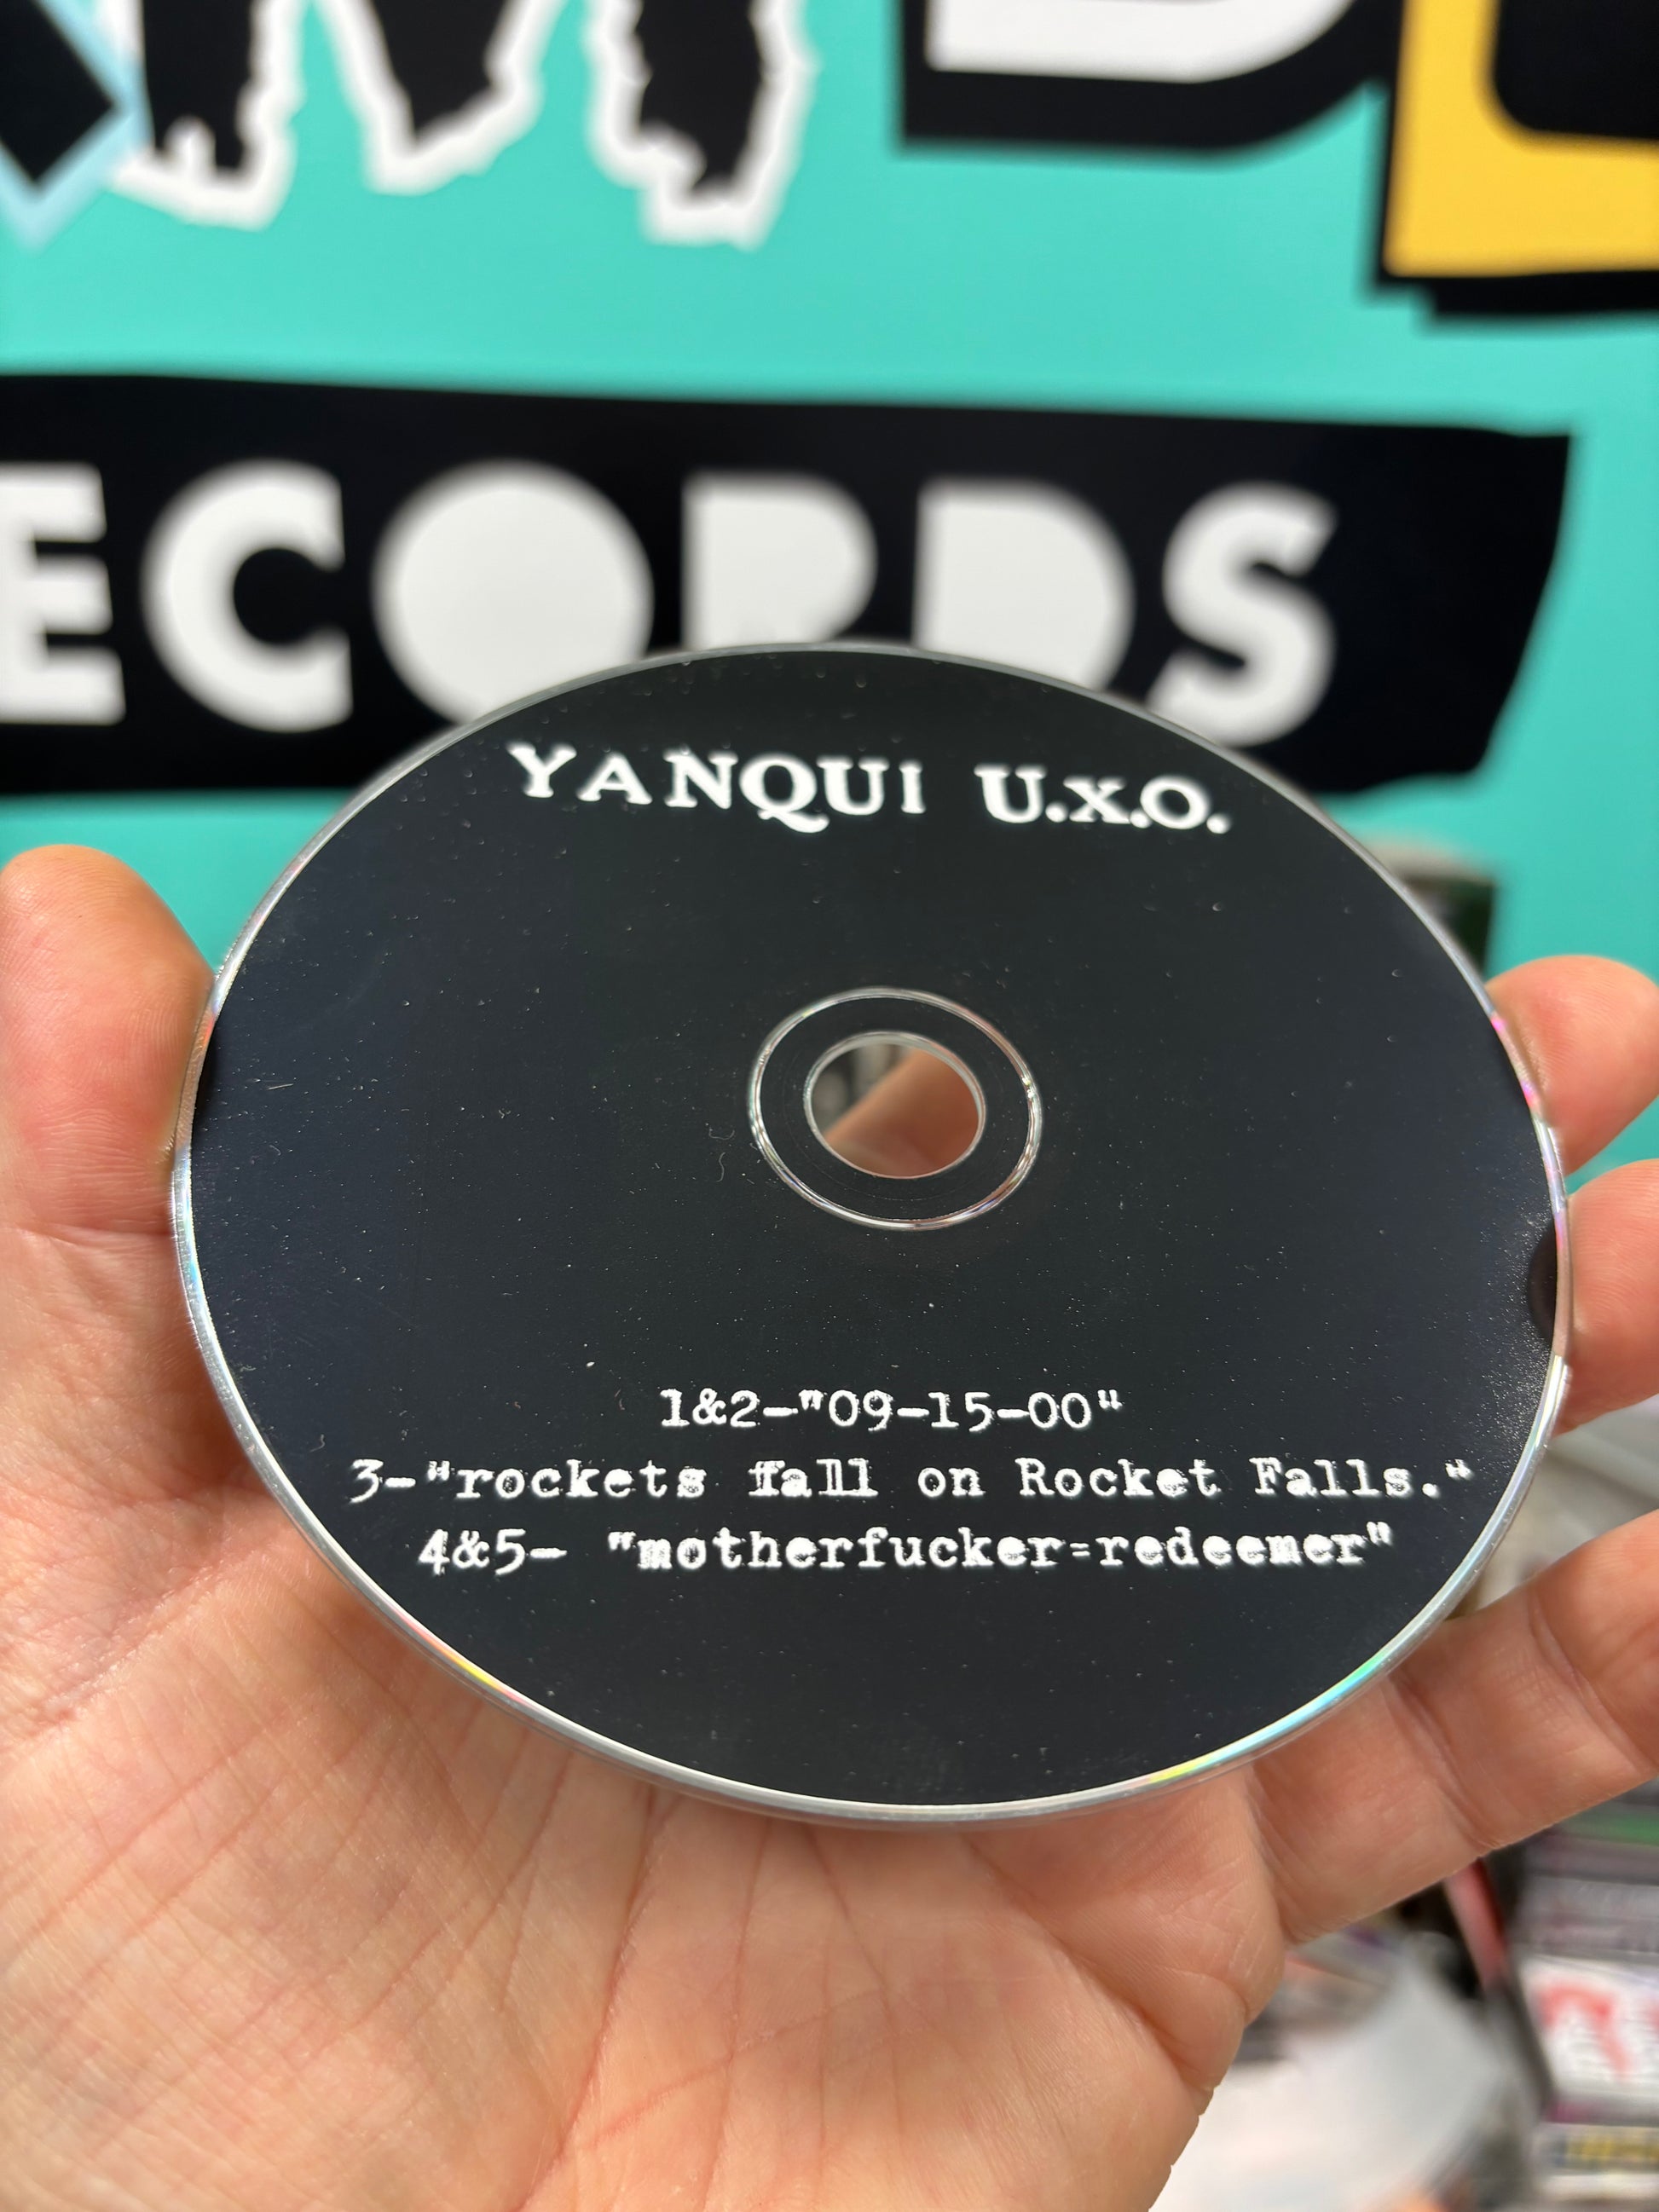 ECORDS
YANQUI U.X.O.
1&2-"09-15-00"
3-"rockets fall on Rocket Falls."
4&5- "motherfucker=redeemer"